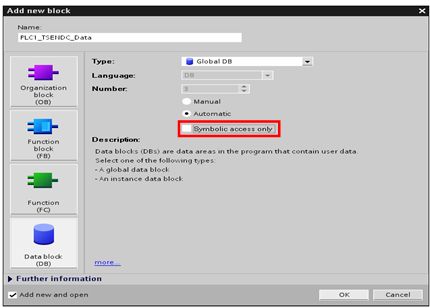 Add new block
Name:
PLC1_TSENDC_Data
Type:
Global DB
Language:
DB
Number:
3
Manual
Automatic
Symbolic access only
Description:
Data blocks (DBs) are data areas in the program that contain user data.
Select one of the following types:
- A global data block
- An instance data block
Organization
block
(OB)
Function
block
(FB)
Function
(FC)
Data block
(DB)
more...
Further information
Add new and open
OK
Cancel